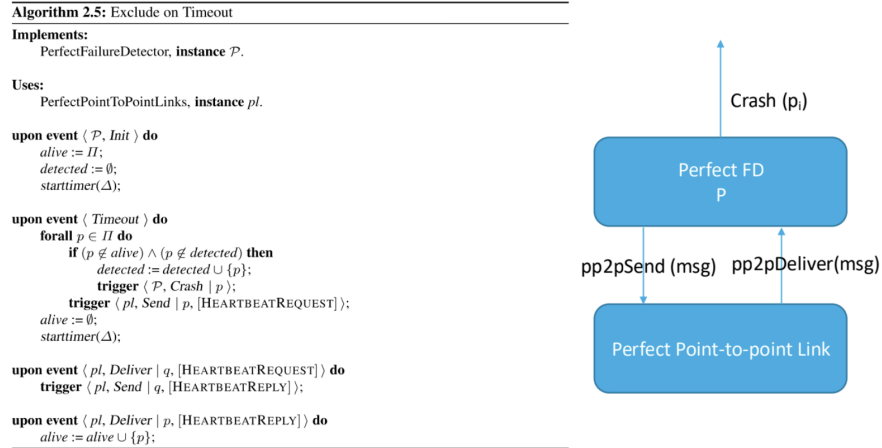 Algorithm 2.5: Exclude on Timeout
Implements:
PerfectFailureDetector, instance 𝒫.
Uses:
PerfectPointToPointLinks, instance pl.
upon event ⟨ 𝒫, Init ⟩ do
alive := Π;
detected := ∅;
starttimer(Δ);
upon event ⟨ Timeout ⟩ do
forall p ∈ Π do
if (p ∉ alive) ∧ (p ∉ detected) then
detected := detected ∪ {p};
trigger ⟨ 𝒫, Crash | p ⟩;
trigger ⟨ pl, Send | p, [HEARTBEATREQUEST] ⟩;
alive := ∅;
starttimer(Δ);
upon event ⟨ pl, Deliver | q, [HEARTBEATREQUEST] ⟩ do
trigger ⟨ pl, Send | q, [HEARTBEATREPLY] ⟩;
upon event ⟨ pl, Deliver | p, [HEARTBEATREPLY] ⟩ do
alive := alive ∪ {p};
Crash (pᵢ)
Perfect FD
P
pp2pSend (msg)
pp2pDeliver(msg)
Perfect Point-to-point Link